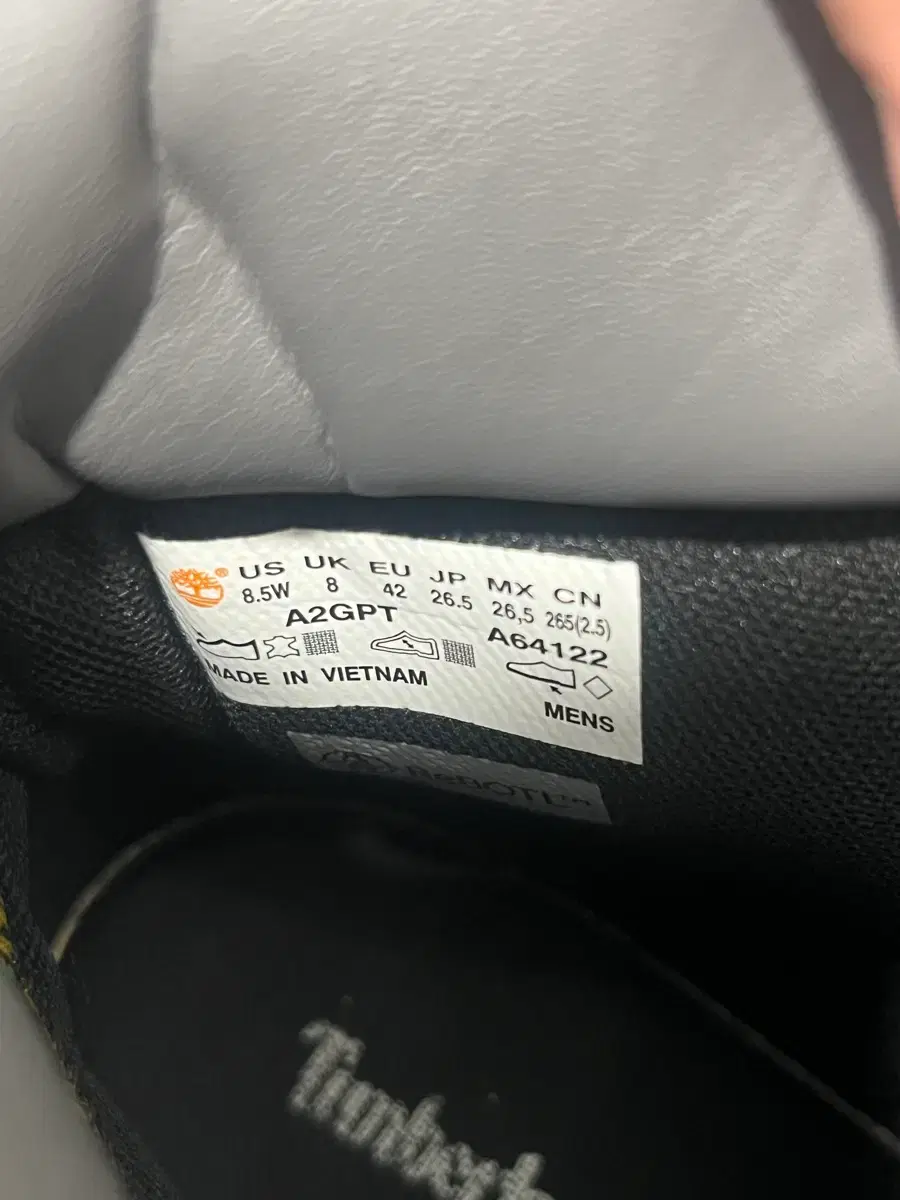 US UK EU JP MX CN
8.5W 8 42 26.5 26,5 265(2.5)
A2GPT A64122
MADE IN VIETNAM
MENS
ReBOTL™